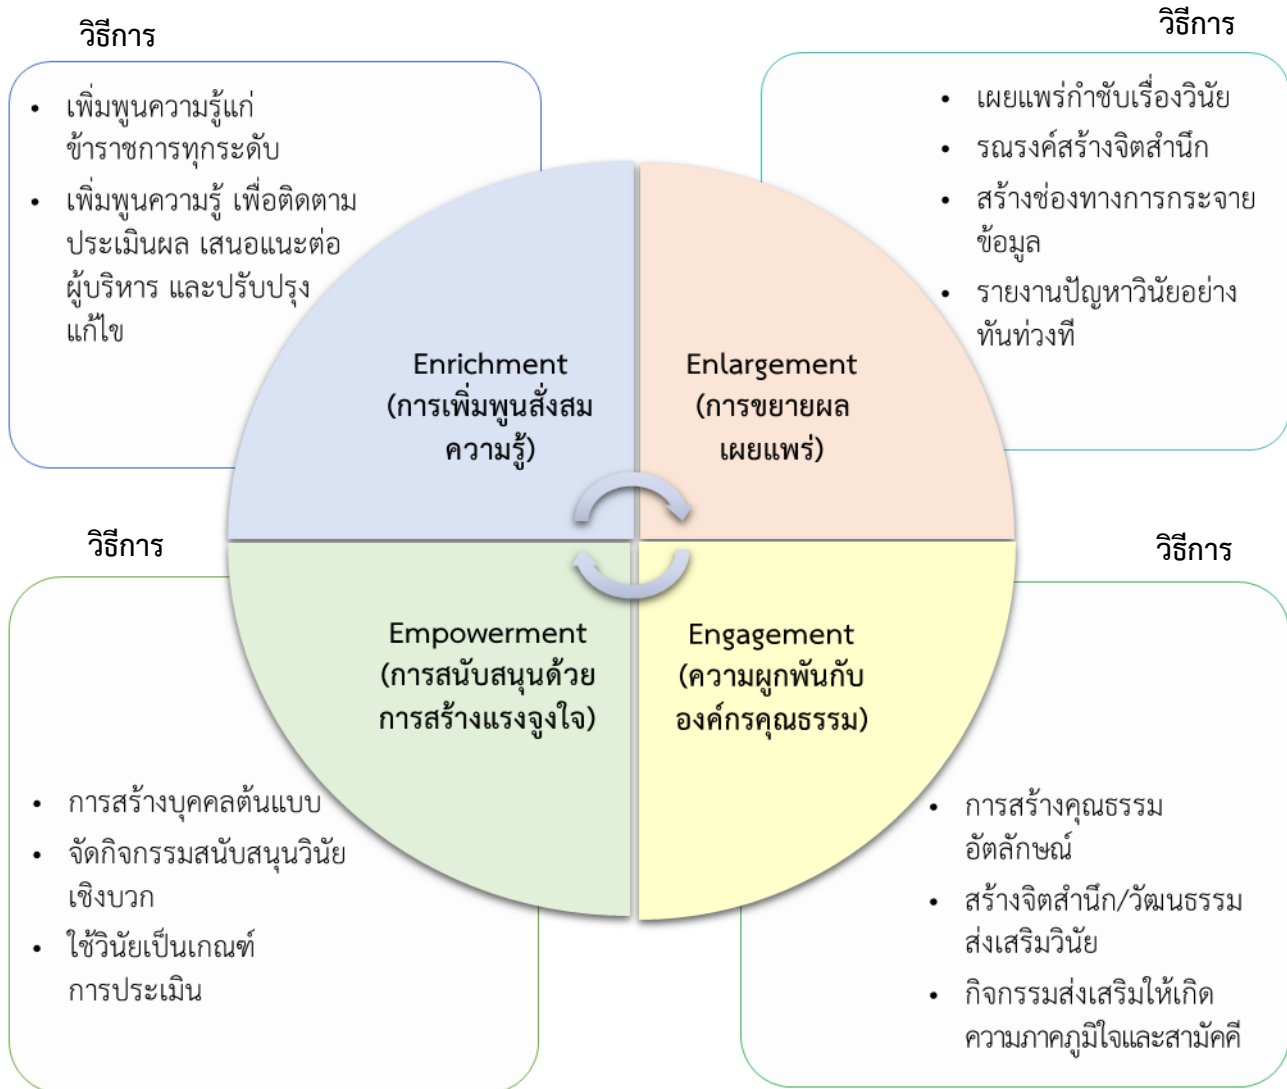 วิธีการ
• เพิ่มพูนความรู้แก่
ข้าราชการทุกระดับ
• เพิ่มพูนความรู้ เพื่อติดตาม
ประเมินผล เสนอแนะต่อ
ผู้บริหาร และปรับปรุง
แก้ไข
วิธีการ
• เผยแพร่กำชับเรื่องวินัย
• รณรงค์สร้างจิตสำนึก
• สร้างช่องทางการกระจาย
ข้อมูล
• รายงานปัญหาวินัยอย่าง
ทันท่วงที
Enrichment
(การเพิ่มพูนสั่งสม
ความรู้)
Enlargement
(การขยายผล
เผยแพร่)
Empowerment
(การสนับสนุนด้วย
การสร้างแรงจูงใจ)
Engagement
(ความผูกพันกับ
องค์กรคุณธรรม)
วิธีการ
• การสร้างบุคคลต้นแบบ
• จัดกิจกรรมสนับสนุนวินัย
เชิงบวก
• ใช้วินัยเป็นเกณฑ์
การประเมิน
วิธีการ
• การสร้างคุณธรรม
อัตลักษณ์
• สร้างจิตสำนึก/วัฒนธรรม
ส่งเสริมวินัย
• กิจกรรมส่งเสริมให้เกิด
ความภาคภูมิใจและสามัคคี